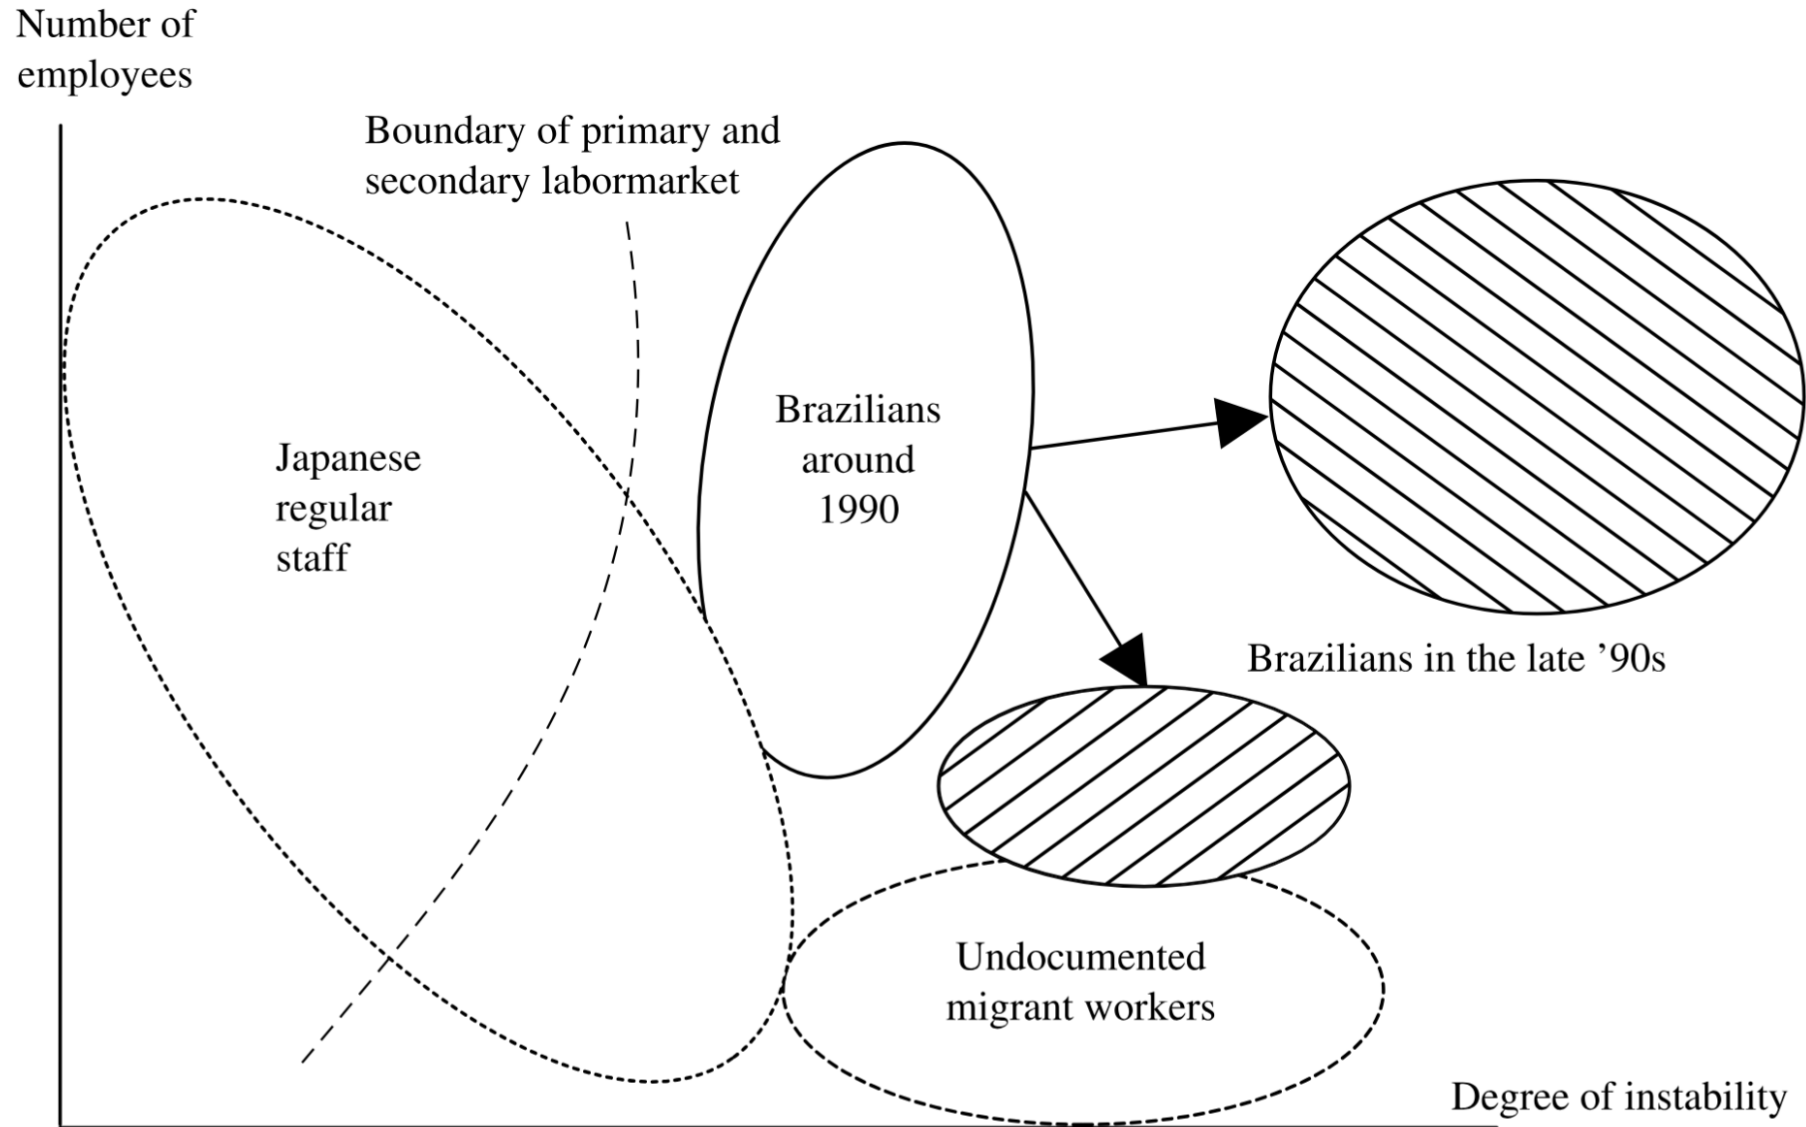 Number of
employees
Boundary of primary and
secondary labormarket
Brazilians
around
1990
Japanese
regular
staff
Brazilians in the late ’90s
Undocumented
migrant workers
Degree of instability